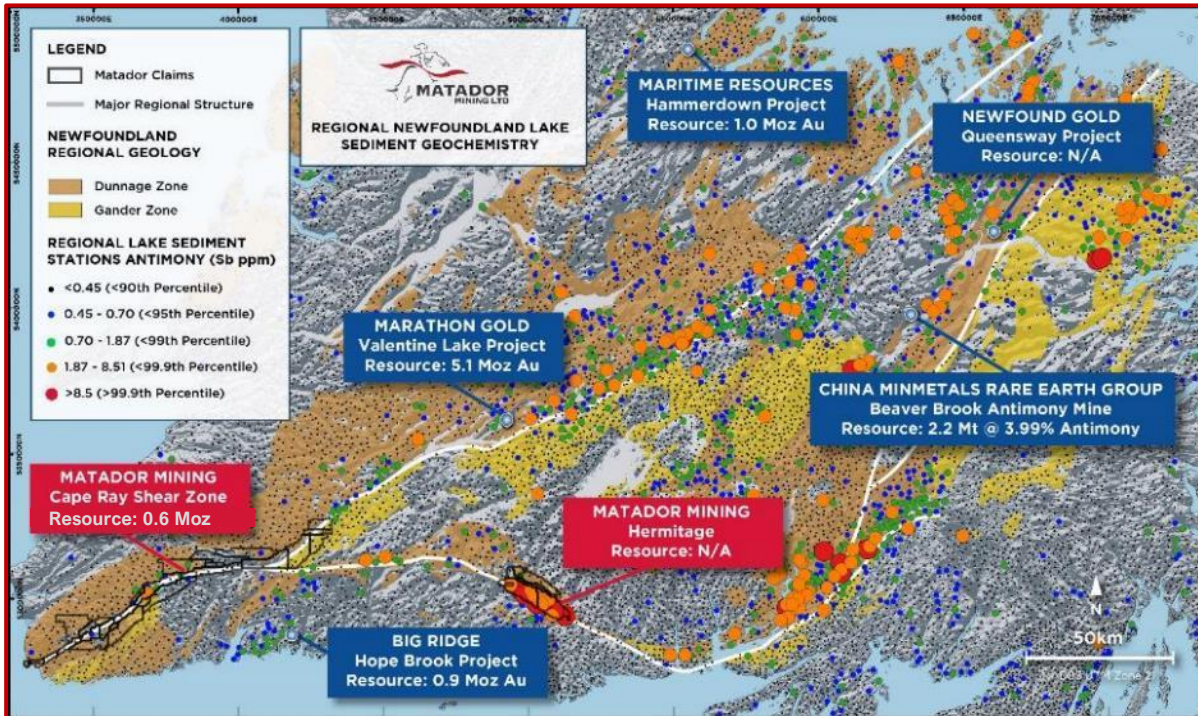 350000E
400000E
600000E
LEGEND
Matador Claims
Major Regional Structure
NEWFOUNDLAND
REGIONAL GEOLOGY
Dunnage Zone
Gander Zone
REGIONAL LAKE SEDIMENT
STATIONS ANTIMONY (Sb ppm)
<0.45 (<90th Percentile)
0.45 - 0.70 (<95th Percentile)
0.70 - 1.87 (<99th Percentile)
1.87 - 8.51 (<99.9th Percentile)
>8.5 (>99.9th Percentile)
MATADOR
MINING LTD
REGIONAL NEWFOUNDLAND LAKE
SEDIMENT GEOCHEMISTRY
MARITIME RESOURCES
Hammerdown Project
Resource: 1.0 Moz Au
NEWFOUND GOLD
Queensway Project
Resource: N/A
MARATHON GOLD
Valentine Lake Project
Resource: 5.1 Moz Au
CHINA MINMETALS RARE EARTH GROUP
Beaver Brook Antimony Mine
Resource: 2.2 Mt @ 3.99% Antimony
MATADOR MINING
Cape Ray Shear Zone
Resource: 0.6 Moz
MATADOR MINING
Hermitage
Resource: N/A
BIG RIDGE
Hope Brook Project
Resource: 0.9 Moz Au
N
50km